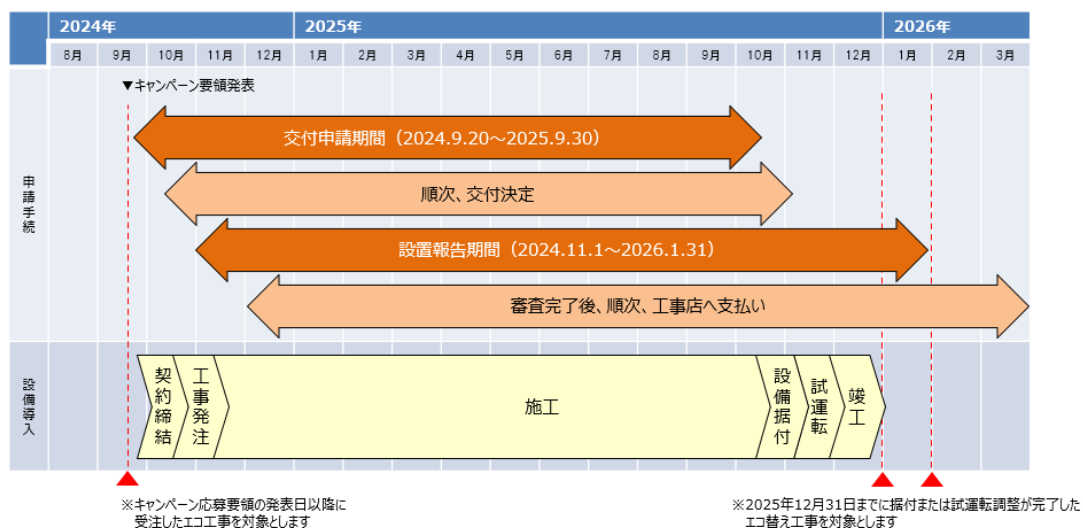 2024年 2025年 2026年
8月 9月 10月 11月 12月 1月 2月 3月 4月 5月 6月 7月 8月 9月 10月 11月 12月 1月 2月 3月
申請手続
▼キャンペーン要領発表
交付申請期間（2024.9.20～2025.9.30）
順次、交付決定
設置報告期間（2024.11.1～2026.1.31）
審査完了後、順次、工事店へ支払い
設備導入
契約締結
工事発注
施工
設備据付
試運転
竣工
※キャンペーン応募要領の発表日以降に
受注したエコ工事を対象とします
※2025年12月31日までに据付または試運転調整が完了した
エコ替え工事を対象とします